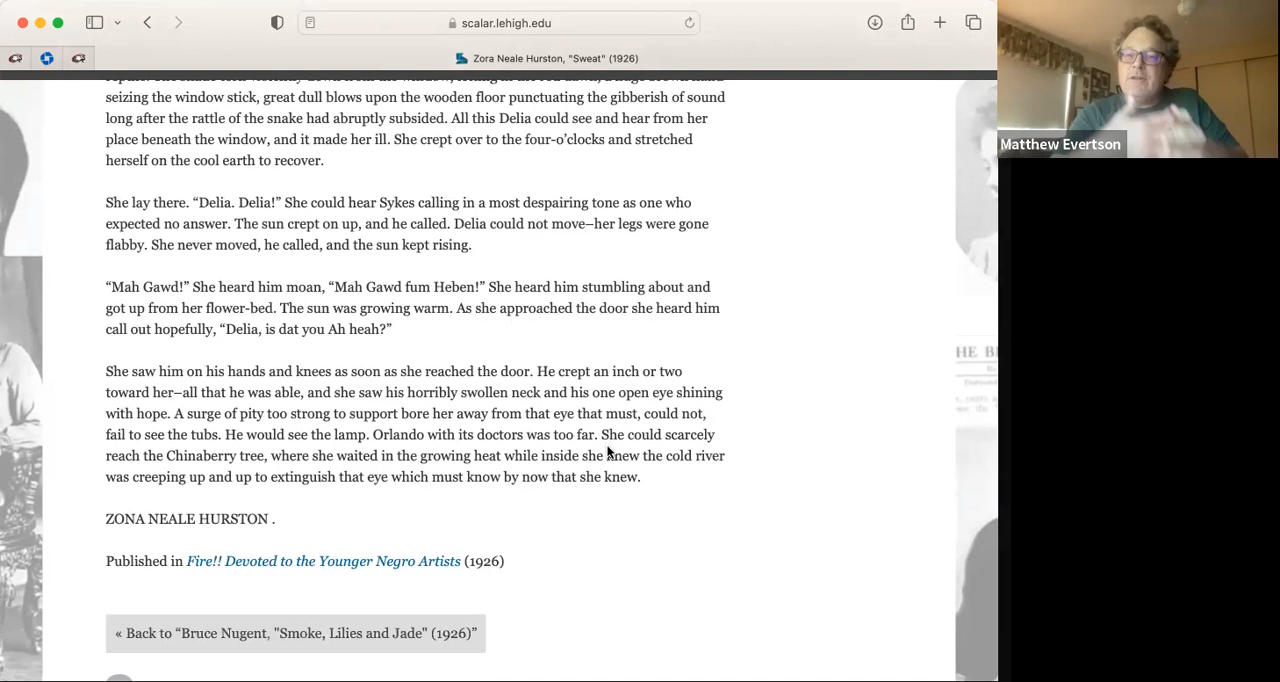 scalar.lehigh.edu
Zora Neale Hurston, "Sweat" (1926)
seizing the window stick, great dull blows upon the wooden floor punctuating the gibberish of sound
long after the rattle of the snake had abruptly subsided. All this Delia could see and hear from her
place beneath the window, and it made her ill. She crept over to the four-o’clocks and stretched
herself on the cool earth to recover.
She lay there. “Delia. Delia!” She could hear Sykes calling in a most despairing tone as one who
expected no answer. The sun crept on up, and he called. Delia could not move–her legs were gone
flabby. She never moved, he called, and the sun kept rising.
“Mah Gawd!” She heard him moan, “Mah Gawd fum Heben!” She heard him stumbling about and
got up from her flower-bed. The sun was growing warm. As she approached the door she heard him
call out hopefully, “Delia, is dat you Ah heah?”
She saw him on his hands and knees as soon as she reached the door. He crept an inch or two
toward her–all that he was able, and she saw his horribly swollen neck and his one open eye shining
with hope. A surge of pity too strong to support bore her away from that eye that must, could not,
fail to see the tubs. He would see the lamp. Orlando with its doctors was too far. She could scarcely
reach the Chinaberry tree, where she waited in the growing heat while inside she knew the cold river
was creeping up and up to extinguish that eye which must know by now that she knew.
ZONA NEALE HURSTON .
Published in Fire!! Devoted to the Younger Negro Artists (1926)
« Back to “Bruce Nugent, "Smoke, Lilies and Jade" (1926)”
Matthew Evertson
HE B